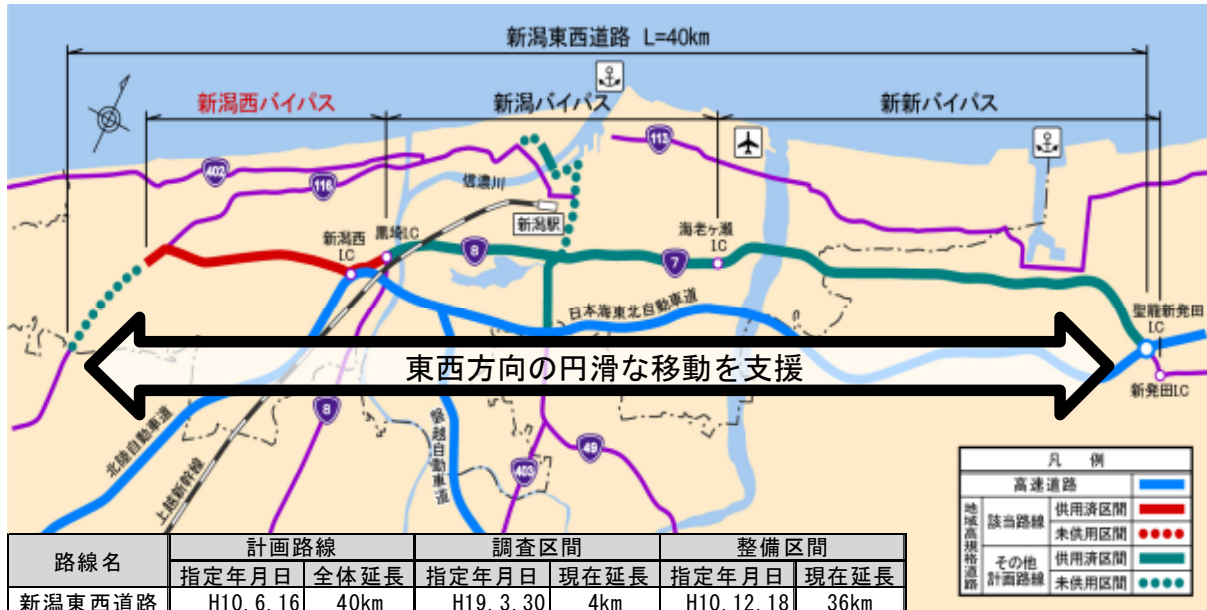 新潟東西道路 L=40km
新潟西バイパス
新潟バイパス
新新バイパス
113
402
116
信濃川
新潟駅
新潟西
I.C
黒埼I.C
海老ヶ瀬
I.C
8
7
日本海東北自動車道
聖籠新発田
I.C
東西方向の円滑な移動を支援
新発田I.C
北陸自動車道
上越新幹線
8
磐越自動車道
403
49
凡 例
高速道路
地域高規格道路
該当路線
供用済区間
未供用区間
その他
計画路線
供用済区間
未供用区間
路線名 計画路線 調査区間 整備区間
指定年月日 全体延長 指定年月日 現在延長 指定年月日 現在延長
新潟東西道路 H10.6.16 40km H19.3.30 4km H10.12.18 36km